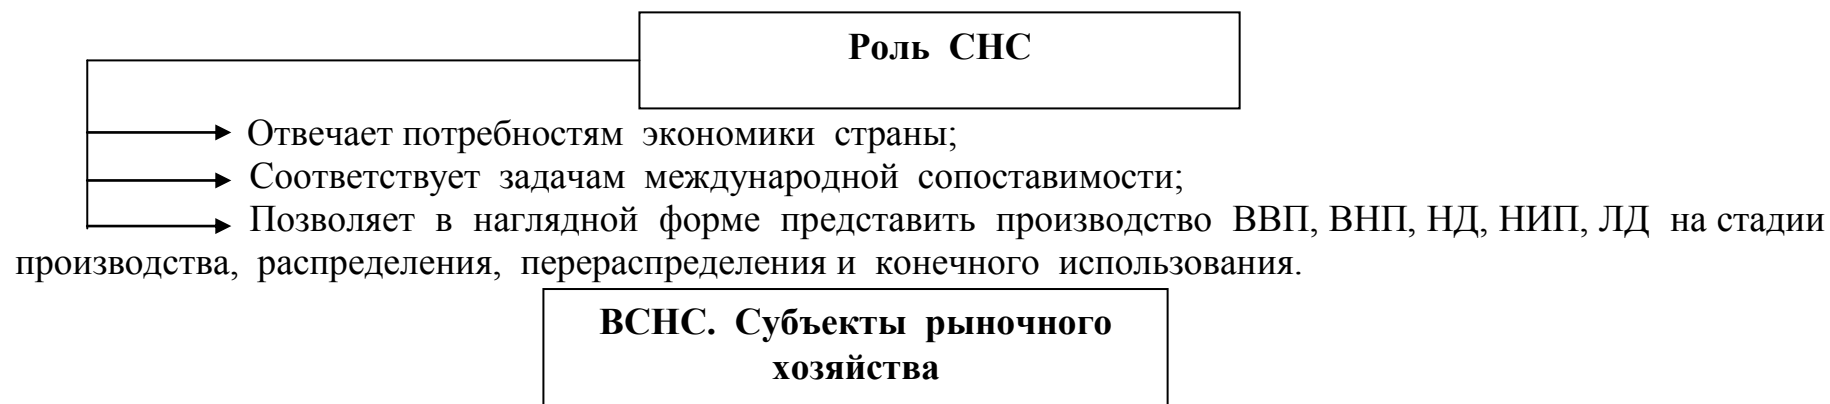 Роль СНС
Отвечает потребностям экономики страны;
Соответствует задачам международной сопоставимости;
Позволяет в наглядной форме представить производство ВВП, ВНП, НД, НИП, ЛД на стадии
производства, распределения, перераспределения и конечного использования.
ВСНС. Субъекты рыночного
хозяйства